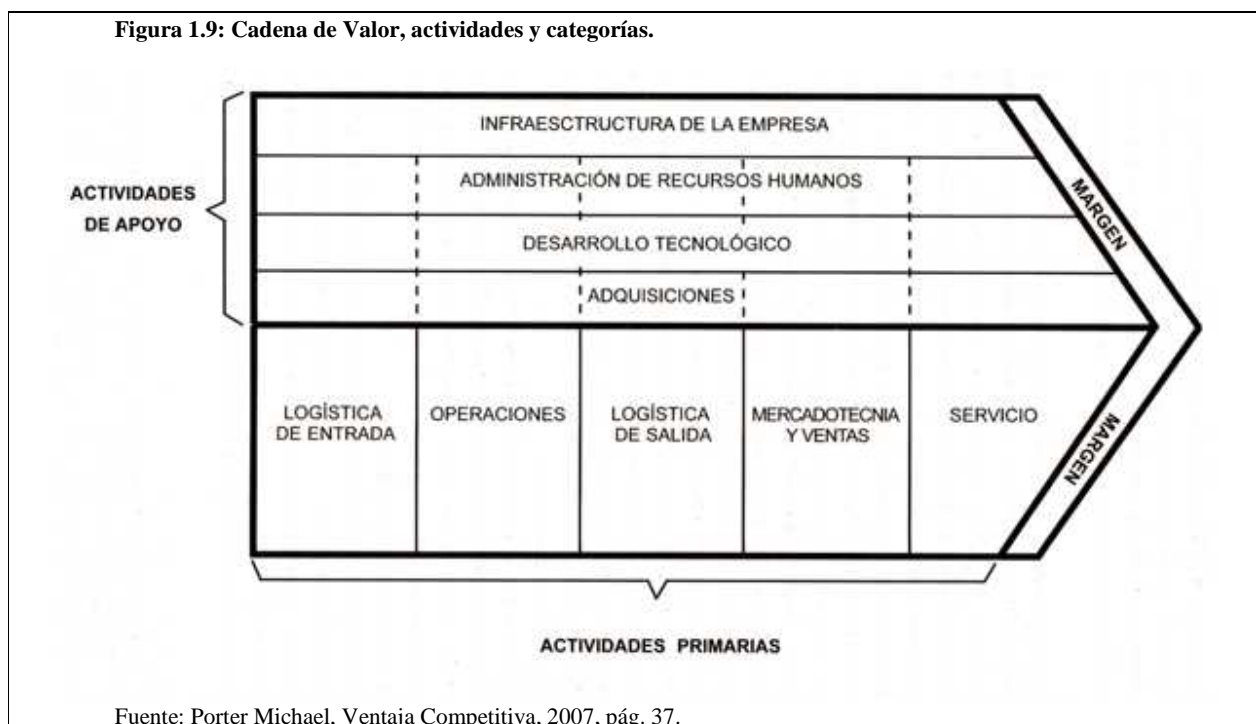 Figura 1.9: Cadena de Valor, actividades y categorías.
INFRAESCTRUCTURA DE LA EMPRESA
ADMINISTRACIÓN DE RECURSOS HUMANOS
ACTIVIDADES
DE APOYO
DESARROLLO TECNOLÓGICO
ADQUISICIONES
MARGEN
LOGÍSTICA
DE ENTRADA
OPERACIONES
LOGÍSTICA
DE SALIDA
MERCADOTECNIA
Y VENTAS
SERVICIO
MARGEN
ACTIVIDADES PRIMARIAS
Fuente: Porter Michael, Ventaja Competitiva, 2007, pág. 37.